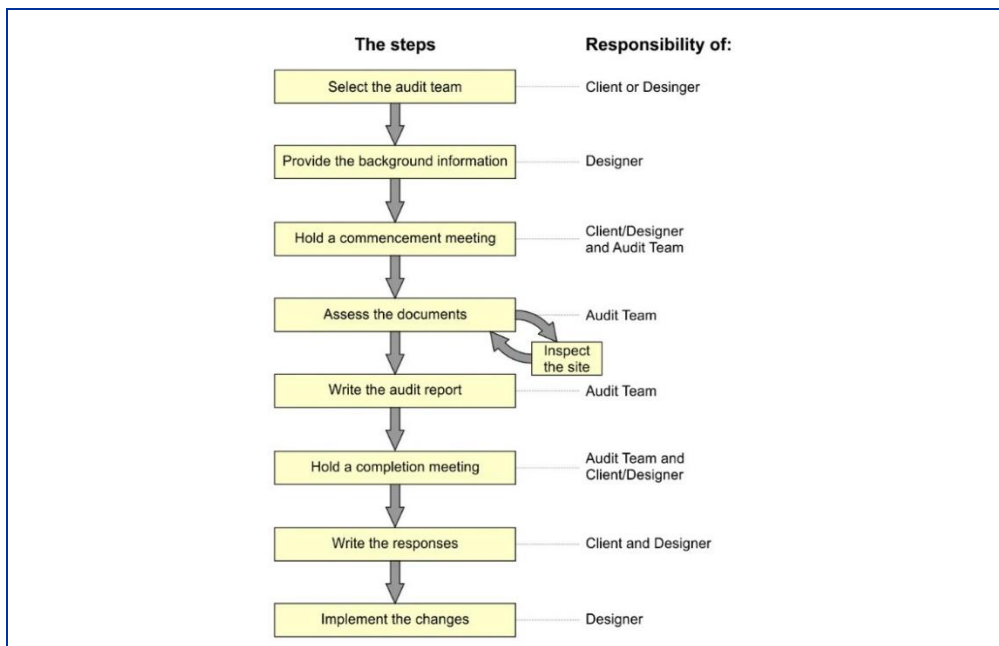 The steps Responsibility of:
Select the audit team Client or Desinger
Provide the background information Designer
Hold a commencement meeting Client/Designer
and Audit Team
Assess the documents Audit Team
Inspect
the site
Write the audit report Audit Team
Hold a completion meeting Audit Team and
Client/Designer
Write the responses Client and Designer
Implement the changes Designer